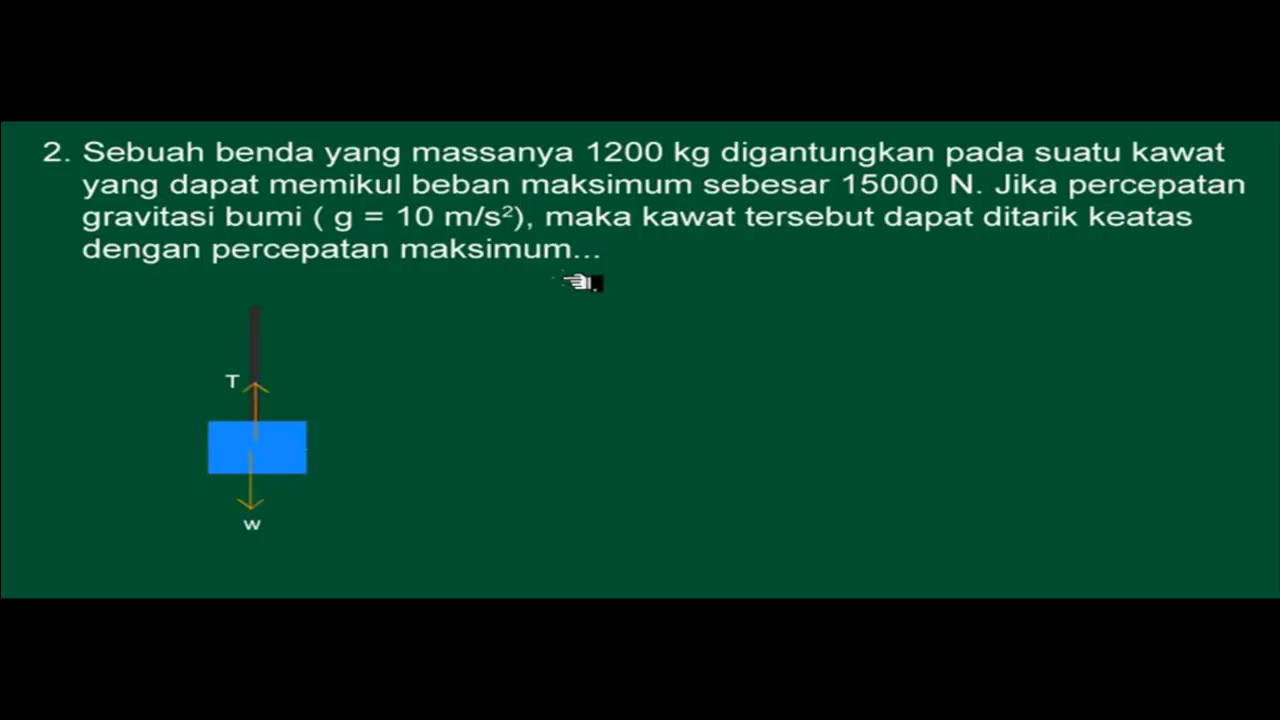 2. Sebuah benda yang massanya 1200 kg digantungkan pada suatu kawat
yang dapat memikul beban maksimum sebesar 15000 N. Jika percepatan
gravitasi bumi ( g = 10 m/s²), maka kawat tersebut dapat ditarik keatas
dengan percepatan maksimum...
T
w